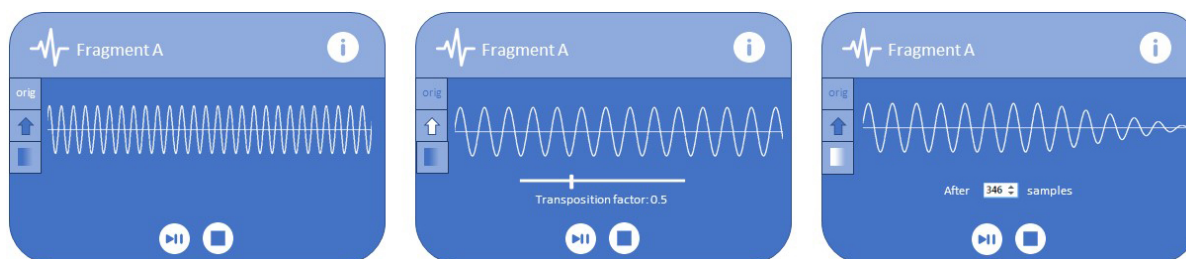 Fragment A
i
orig
Fragment A
i
orig
Transposition factor: 0.5
Fragment A
i
orig
After 346 samples